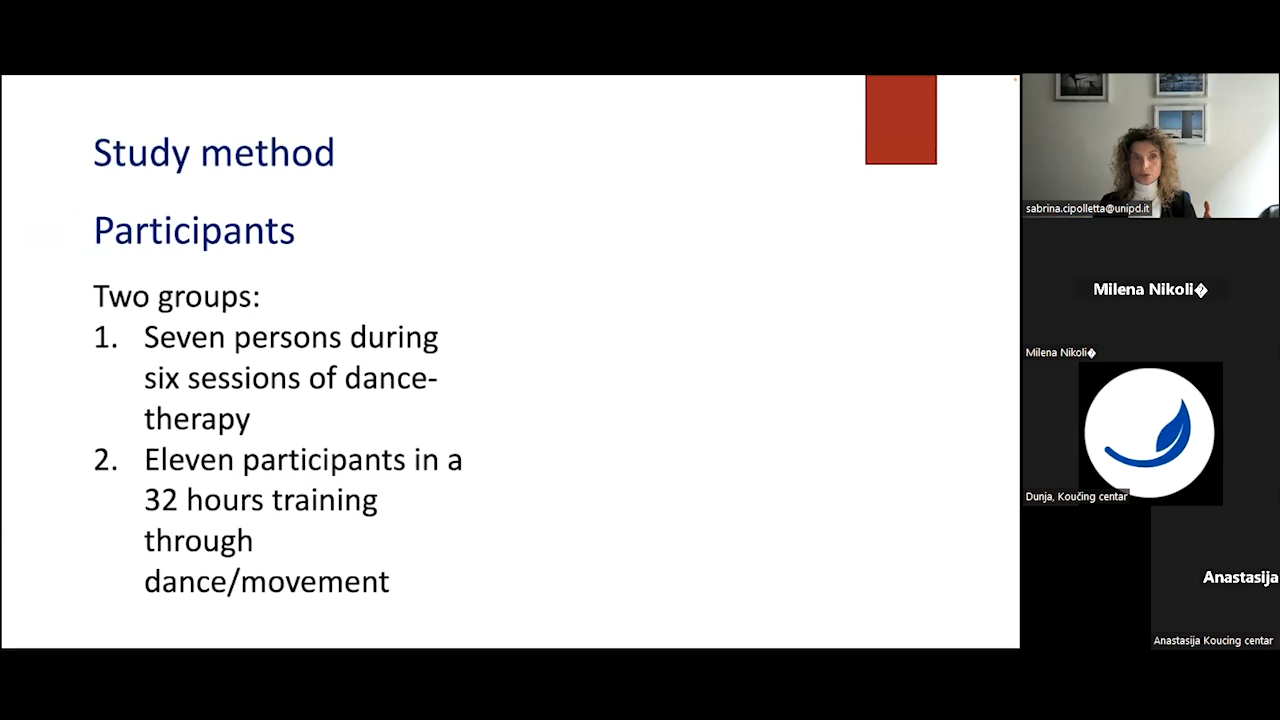 Study method
Participants
Two groups:
1. Seven persons during
six sessions of dance-
therapy
2. Eleven participants in a
32 hours training
through
dance/movement
sabrina.cipolletta@unipd.it
Milena Nikoli�
Milena Nikoli�
Dunja, Koučing centar
Anastasija
Anastasija Koucing centar